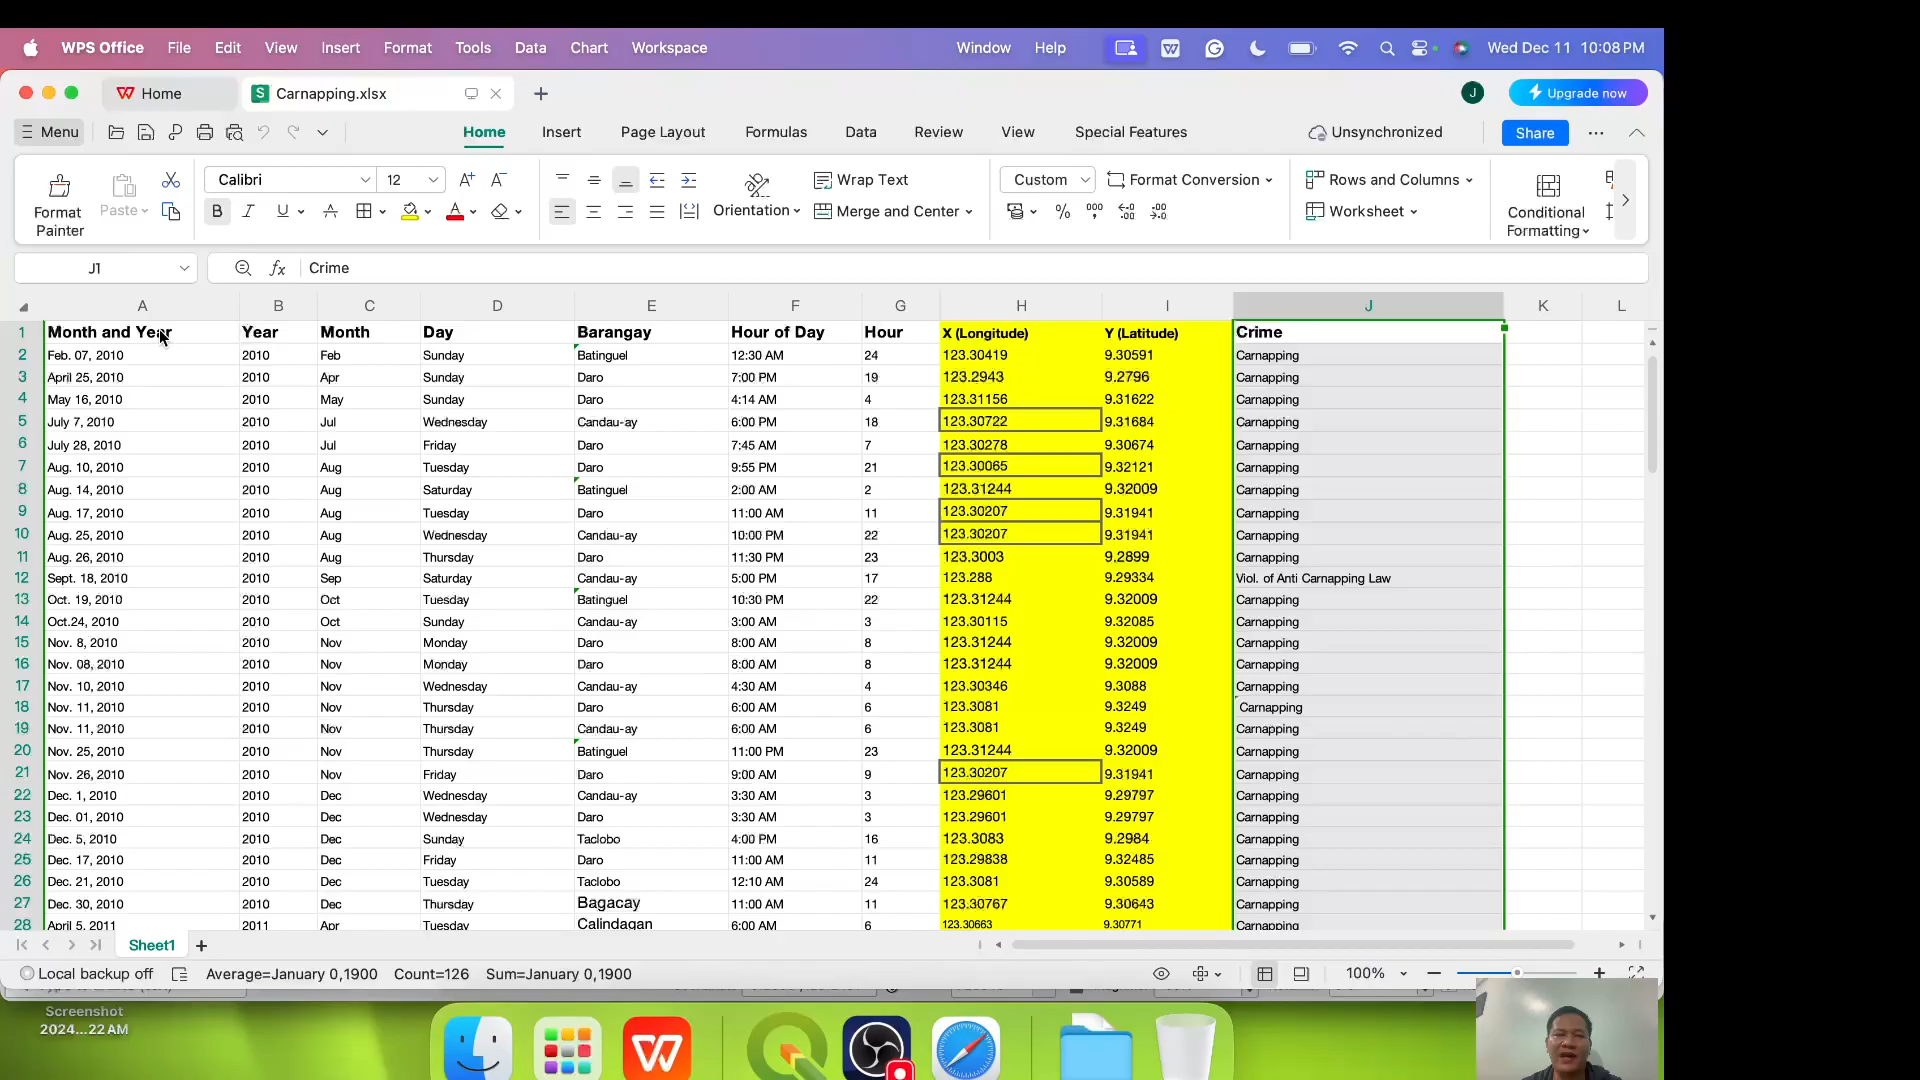 WPS Office File Edit View Insert Format Tools Data Chart Workspace Window Help Wed Dec 11 10:08 PM
Home Carnapping.xlsx J Upgrade now
Menu Home Insert Page Layout Formulas Data Review View Special Features Unsynchronized Share
Calibri 12 Wrap Text Custom Format Conversion Rows and Columns
Format Painter Paste Orientation Merge and Center Worksheet Conditional Formatting
J1 fx Crime
A B C D E F G H I J K L
1 Month and Year Year Month Day Barangay Hour of Day Hour X (Longitude) Y (Latitude) Crime
2 Feb. 07, 2010 2010 Feb Sunday Batinguel 12:30 AM 24 123.30419 9.30591 Carnapping
3 April 25, 2010 2010 Apr Sunday Daro 7:00 PM 19 123.2943 9.2796 Carnapping
4 May 16, 2010 2010 May Sunday Daro 4:14 AM 4 123.31156 9.31622 Carnapping
5 July 7, 2010 2010 Jul Wednesday Candau-ay 6:00 PM 18 123.30722 9.31684 Carnapping
6 July 28, 2010 2010 Jul Friday Daro 7:45 AM 7 123.30278 9.30674 Carnapping
7 Aug. 10, 2010 2010 Aug Tuesday Daro 9:55 PM 21 123.30065 9.32121 Carnapping
8 Aug. 14, 2010 2010 Aug Saturday Batinguel 2:00 AM 2 123.31244 9.32009 Carnapping
9 Aug. 17, 2010 2010 Aug Tuesday Daro 11:00 AM 11 123.30207 9.31941 Carnapping
10 Aug. 25, 2010 2010 Aug Wednesday Candau-ay 10:00 PM 22 123.30207 9.31941 Carnapping
11 Aug. 26, 2010 2010 Aug Thursday Daro 11:30 PM 23 123.3003 9.2899 Carnapping
12 Sept. 18, 2010 2010 Sep Saturday Candau-ay 5:00 PM 17 123.288 9.29334 Viol. of Anti Carnapping Law
13 Oct. 19, 2010 2010 Oct Tuesday Batinguel 10:30 PM 22 123.31244 9.32009 Carnapping
14 Oct.24, 2010 2010 Oct Sunday Candau-ay 3:00 AM 3 123.30115 9.32085 Carnapping
15 Nov. 8, 2010 2010 Nov Monday Daro 8:00 AM 8 123.31244 9.32009 Carnapping
16 Nov. 08, 2010 2010 Nov Monday Daro 8:00 AM 8 123.31244 9.32009 Carnapping
17 Nov. 10, 2010 2010 Nov Wednesday Candau-ay 4:30 AM 4 123.30346 9.3088 Carnapping
18 Nov. 11, 2010 2010 Nov Thursday Daro 6:00 AM 6 123.3081 9.3249 Carnapping
19 Nov. 11, 2010 2010 Nov Thursday Candau-ay 6:00 AM 6 123.3081 9.3249 Carnapping
20 Nov. 25, 2010 2010 Nov Thursday Batinguel 11:00 PM 23 123.31244 9.32009 Carnapping
21 Nov. 26, 2010 2010 Nov Friday Daro 9:00 AM 9 123.30207 9.31941 Carnapping
22 Dec. 1, 2010 2010 Dec Wednesday Candau-ay 3:30 AM 3 123.29601 9.29797 Carnapping
23 Dec. 01, 2010 2010 Dec Wednesday Daro 3:30 AM 3 123.29601 9.29797 Carnapping
24 Dec. 5, 2010 2010 Dec Sunday Taclobo 4:00 PM 16 123.3083 9.2984 Carnapping
25 Dec. 17, 2010 2010 Dec Friday Daro 11:00 AM 11 123.29838 9.32485 Carnapping
26 Dec. 21, 2010 2010 Dec Tuesday Taclobo 12:10 AM 24 123.3081 9.30589 Carnapping
27 Dec. 30, 2010 2010 Dec Thursday Bagacay 11:00 AM 11 123.30767 9.30643 Carnapping
28 April 5, 2011 2011 Apr Tuesday Calindagan 6:00 AM 6 123.30663 9.30771 Carnapping
Sheet1
Local backup off Average=January 0,1900 Count=126 Sum=January 0,1900 100%
Screenshot
2024...22 AM